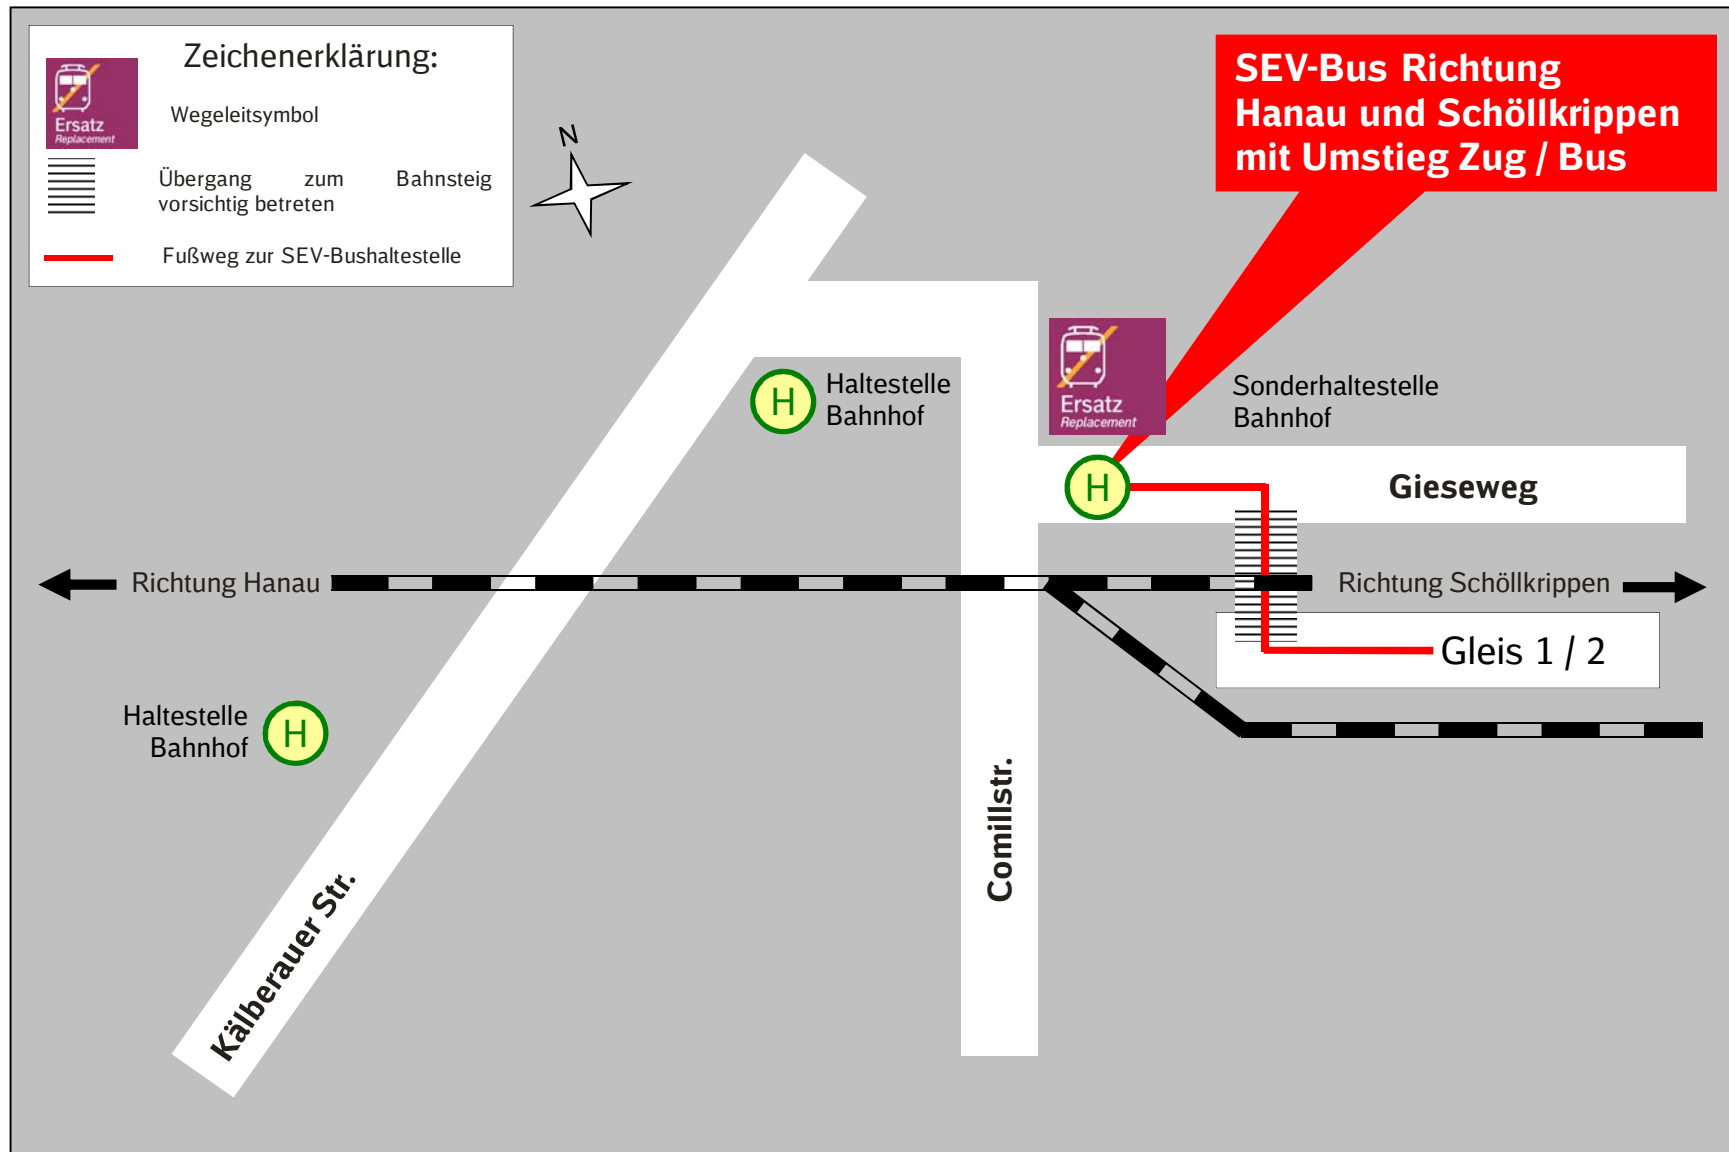 Zeichenerklärung:
Ersatz
Replacement
Wegeleitsymbol
Übergang zum Bahnsteig
vorsichtig betreten
Fußweg zur SEV-Bushaltestelle
N
SEV-Bus Richtung
Hanau und Schöllkrippen
mit Umstieg Zug / Bus
Ersatz
Replacement
Sonderhaltestelle
Bahnhof
H
Haltestelle
Bahnhof
H
Gieseweg
Richtung Hanau
Richtung Schöllkrippen
Gleis 1 / 2
Haltestelle
Bahnhof
H
Comillstr.
Kälberauer Str.